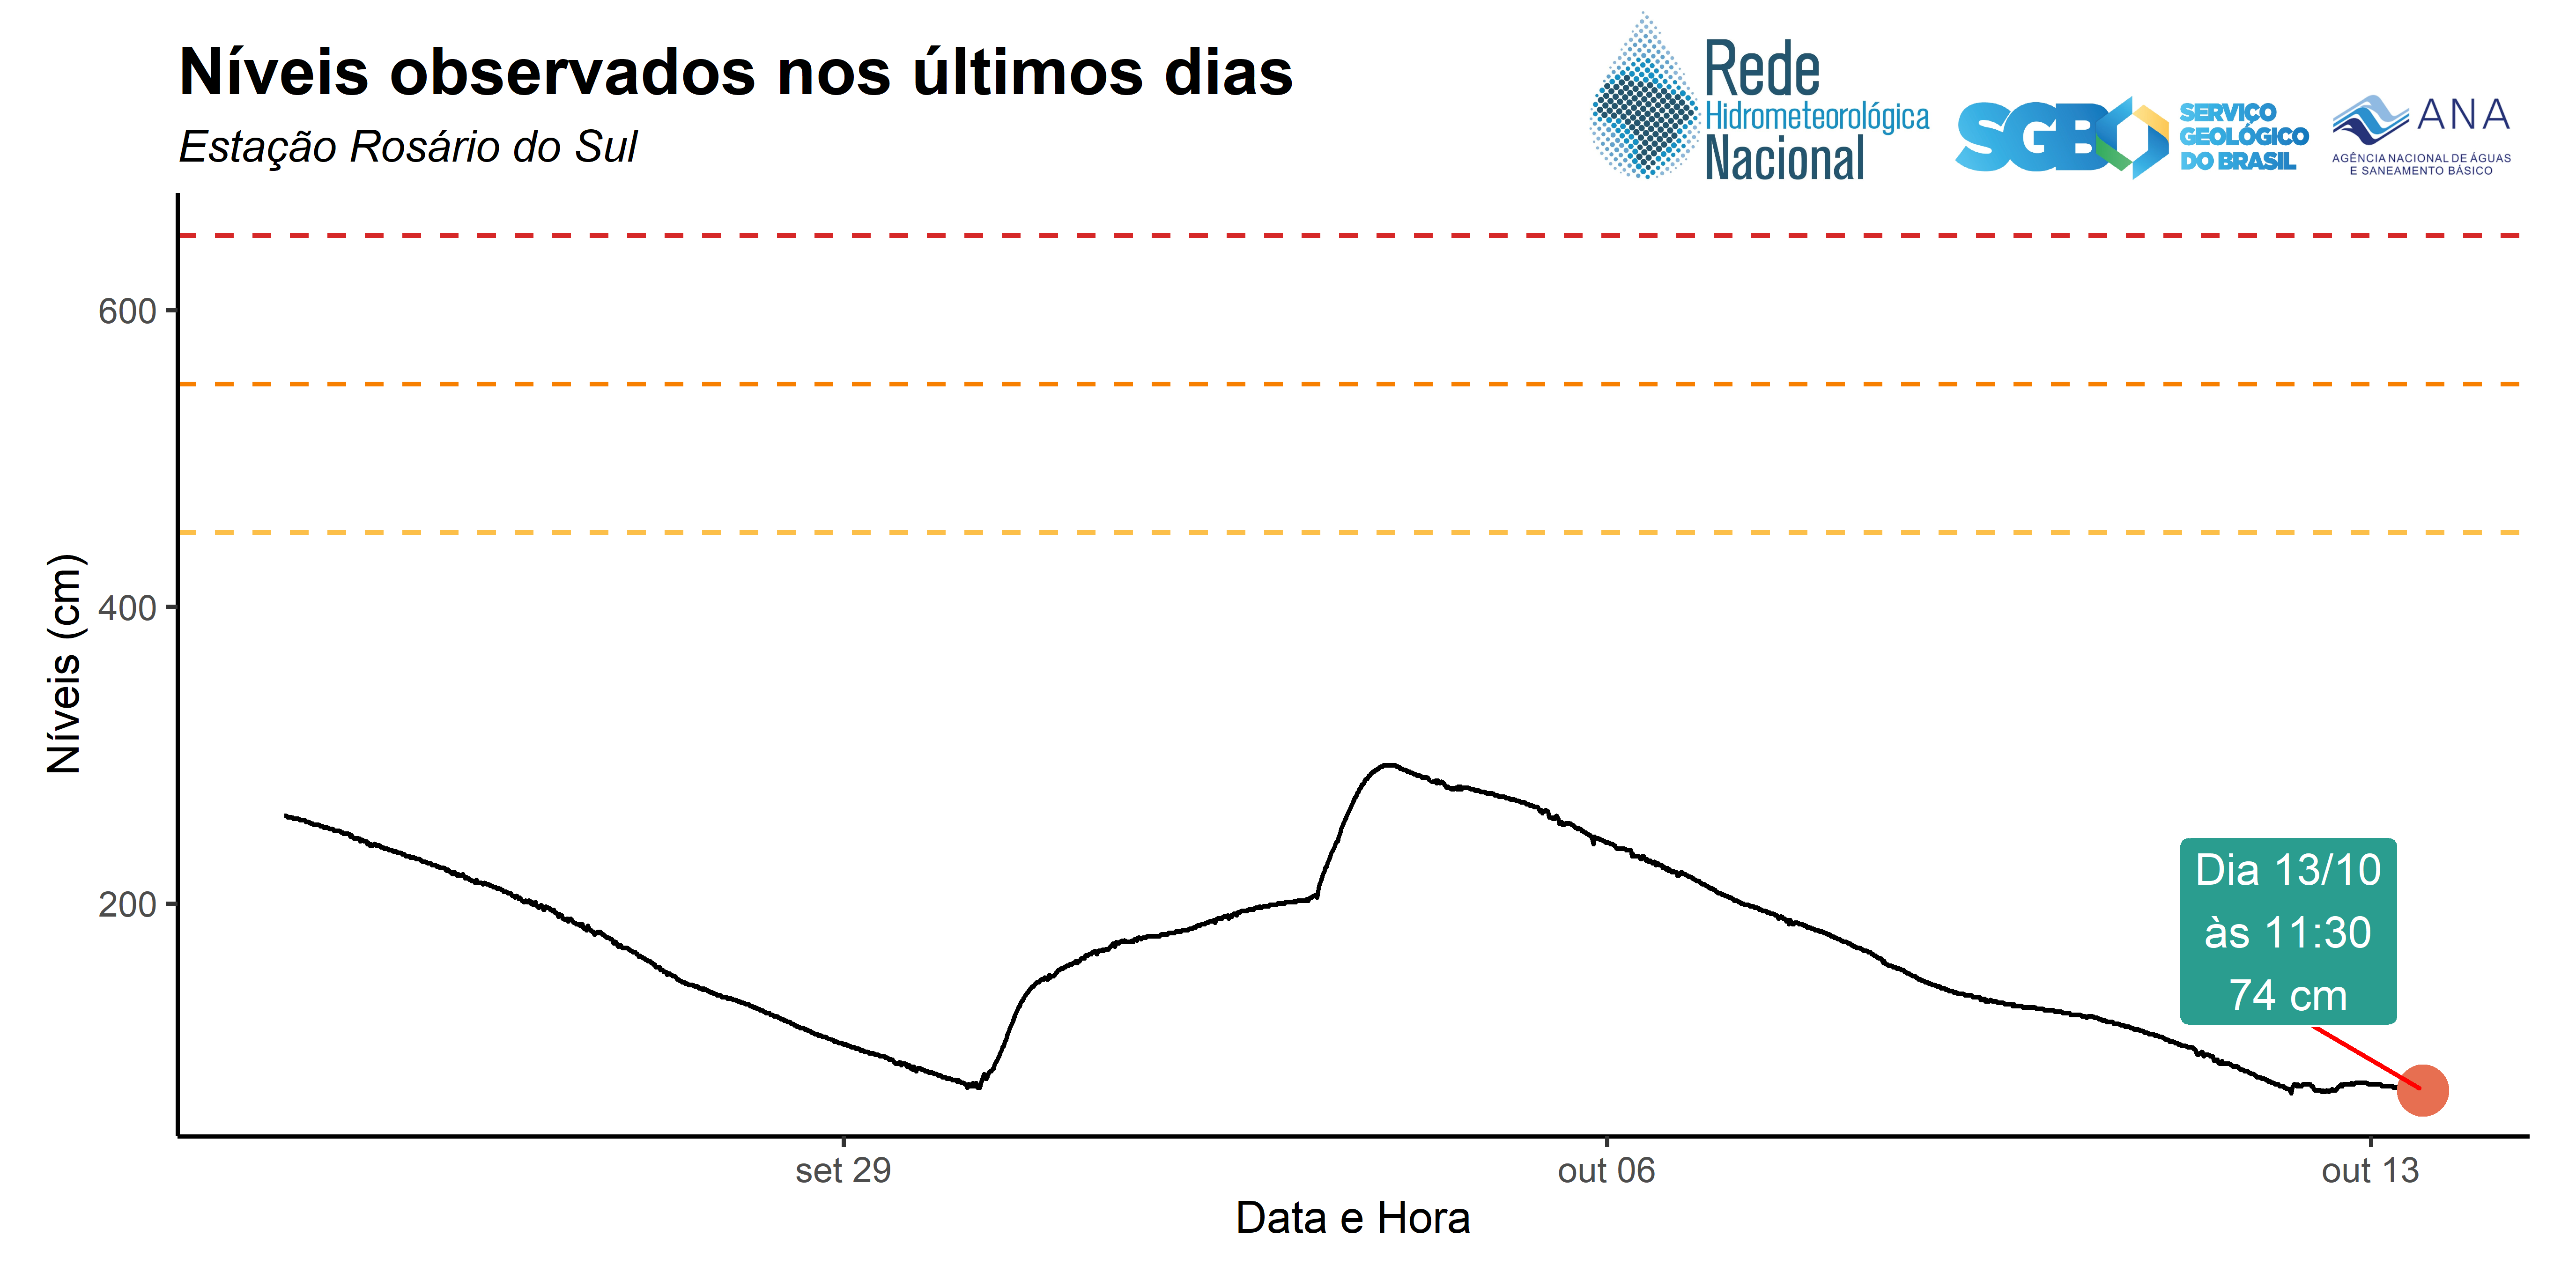 Níveis observados nos últimos dias
Estação Rosário do Sul
Rede
Hidrometeorológica
Nacional
SGB
SERVIÇO
GEOLÓGICO
DO BRASIL
ANA
AGÊNCIA NACIONAL DE ÁGUAS
E SANEAMENTO BÁSICO
Níveis (cm)
600
400
200
Dia 13/10
às 11:30
74 cm
set 29
out 06
out 13
Data e Hora